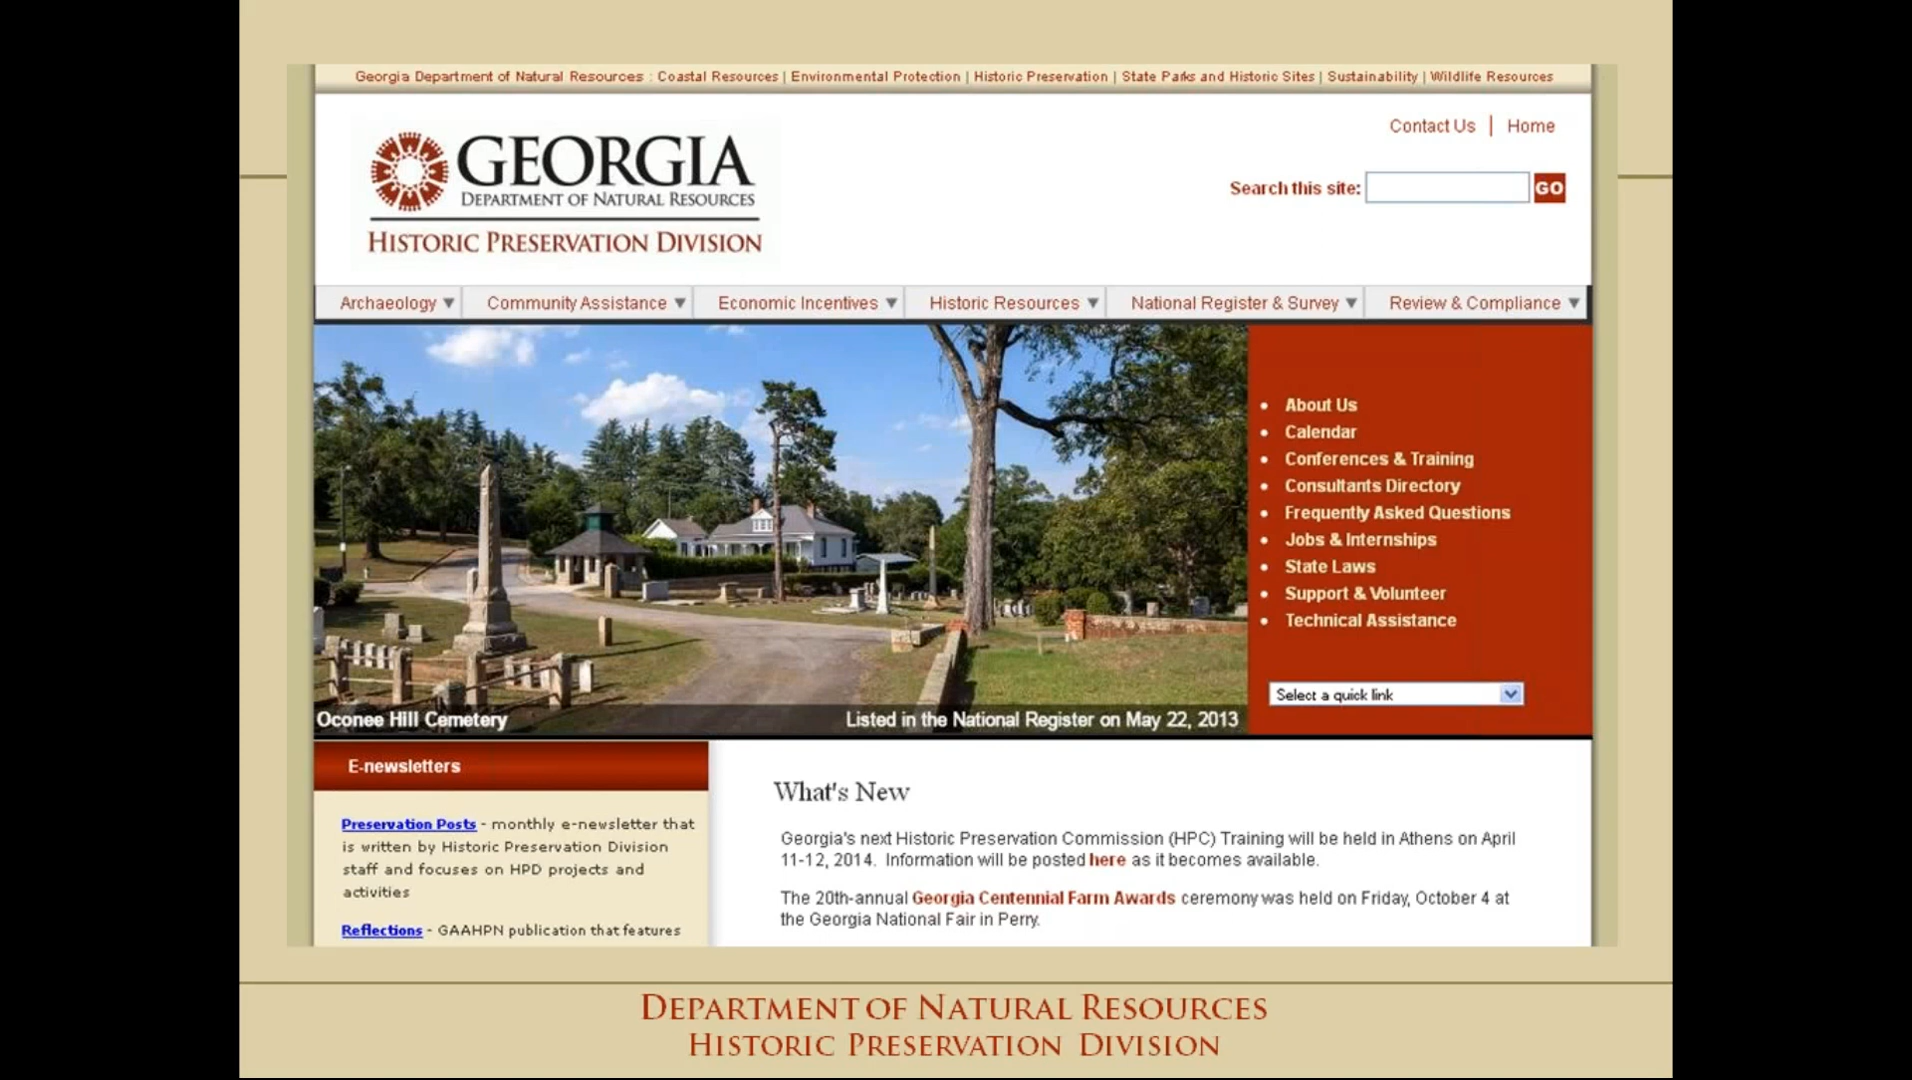 Georgia Department of Natural Resources : Coastal Resources | Environmental Protection | Historic Preservation | State Parks and Historic Sites | Sustainability | Wildlife Resources
Contact Us | Home
GEORGIA
DEPARTMENT OF NATURAL RESOURCES
HISTORIC PRESERVATION DIVISION
Search this site: GO
Archaeology Community Assistance Economic Incentives Historic Resources National Register & Survey Review & Compliance
• About Us
• Calendar
• Conferences & Training
• Consultants Directory
• Frequently Asked Questions
• Jobs & Internships
• State Laws
• Support & Volunteer
• Technical Assistance
Select a quick link
Oconee Hill Cemetery Listed in the National Register on May 22, 2013
E-newsletters
Preservation Posts - monthly e-newsletter that
is written by Historic Preservation Division
staff and focuses on HPD projects and
activities
Reflections - GAAHPN publication that features
What's New
Georgia's next Historic Preservation Commission (HPC) Training will be held in Athens on April
11-12, 2014. Information will be posted here as it becomes available.
The 20th-annual Georgia Centennial Farm Awards ceremony was held on Friday, October 4 at
the Georgia National Fair in Perry.
DEPARTMENT OF NATURAL RESOURCES
HISTORIC PRESERVATION DIVISION